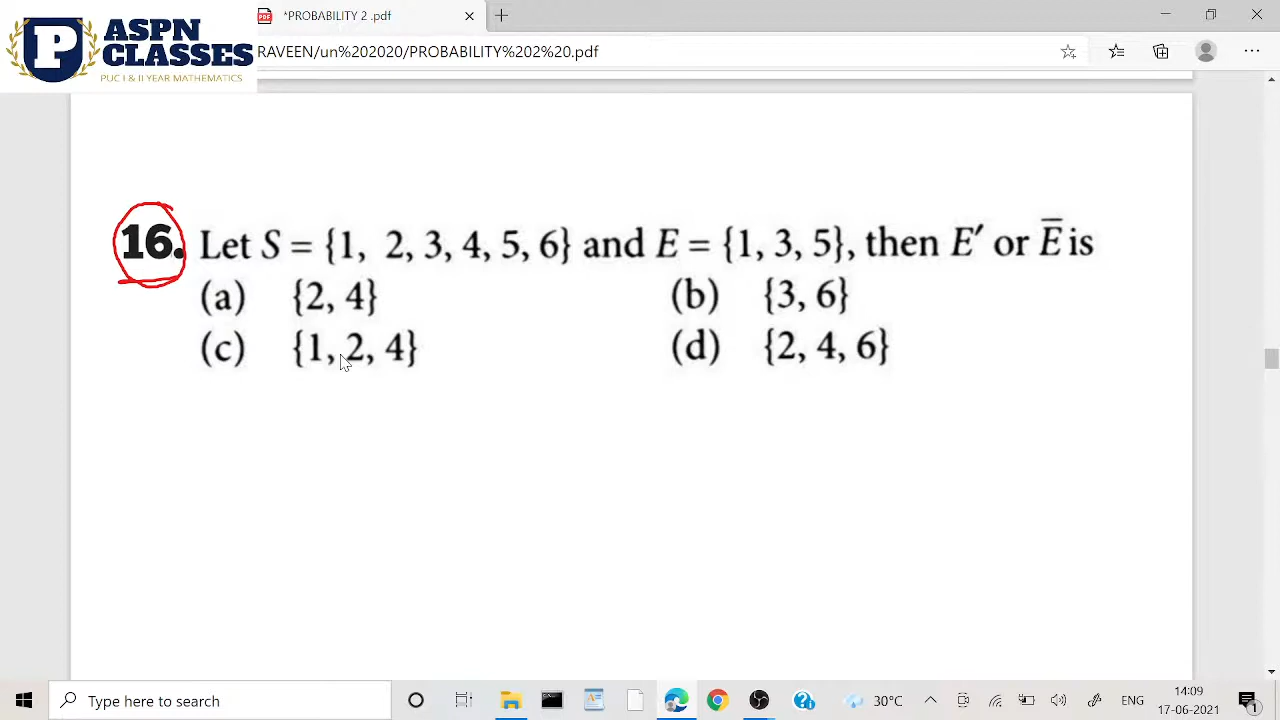 *PROBABILITY 2 .pdf
P ASPN CLASSES
PUC I & II YEAR MATHEMATICS
RAVEEN/un%202020/PROBABILITY%202%20.pdf
16. Let S = {1, 2, 3, 4, 5, 6} and E = {1, 3, 5}, then E′ or E̅ is
(a) {2, 4} (b) {3, 6}
(c) {1, 2, 4} (d) {2, 4, 6}
Type here to search
30°C
ENG
14:09
17-06-2021